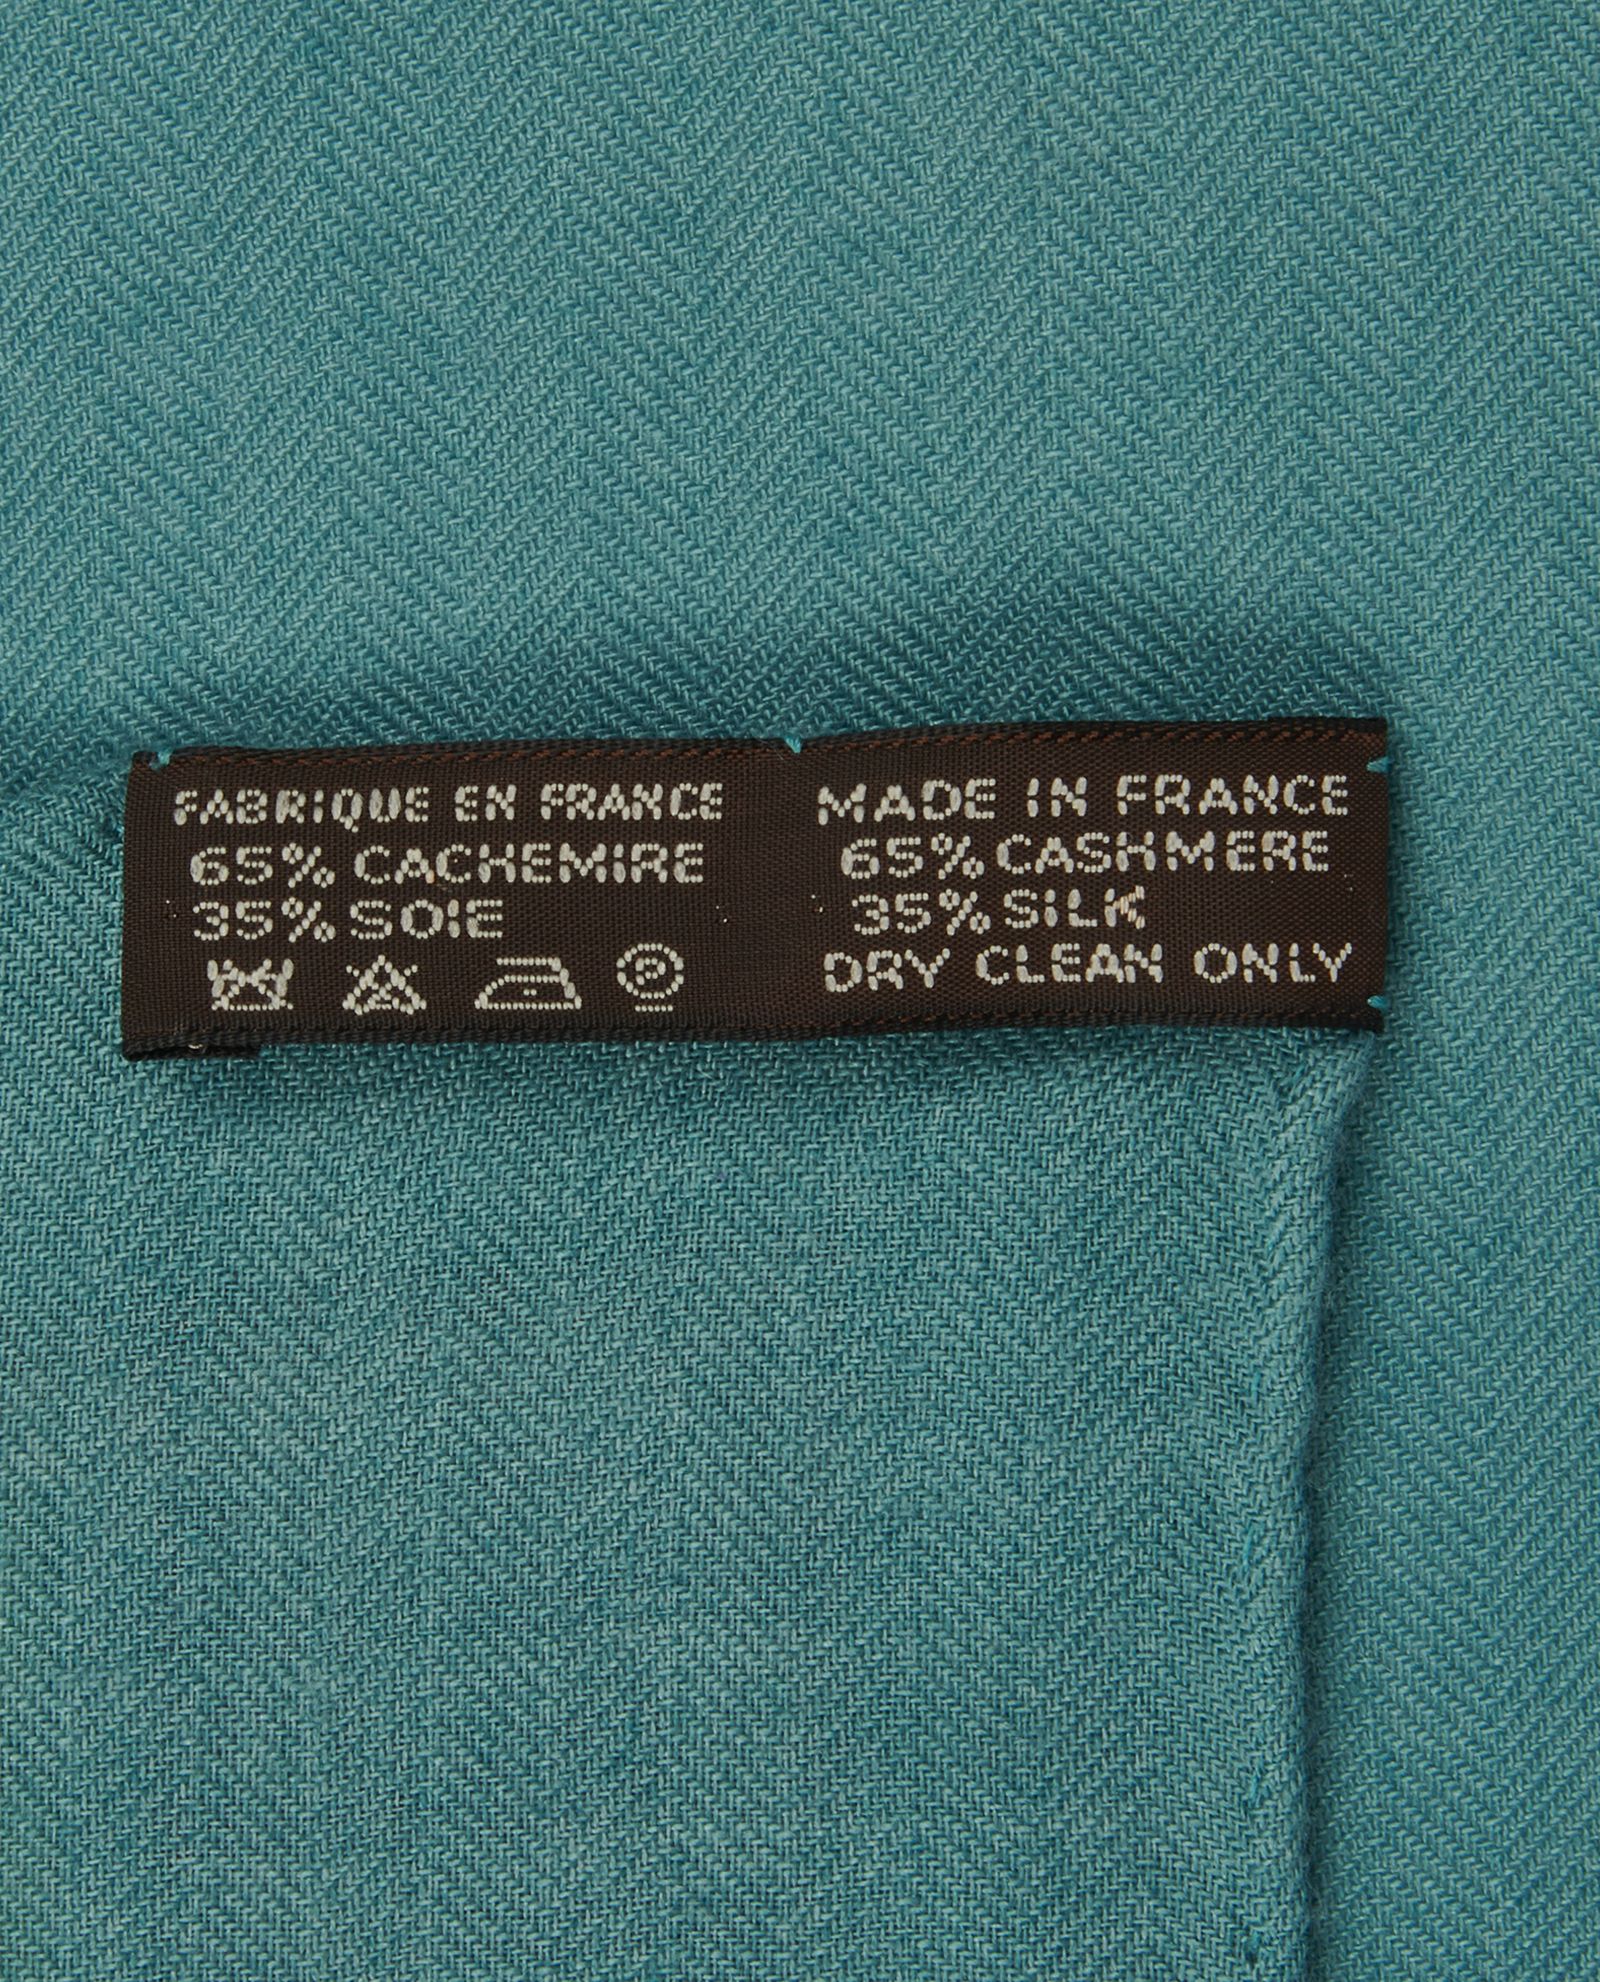 FABRIQUE EN FRANCE
65% CACHEMIRE
35% SOIE
P
MADE IN FRANCE
65% CASHMERE
35% SILK
DRY CLEAN ONLY